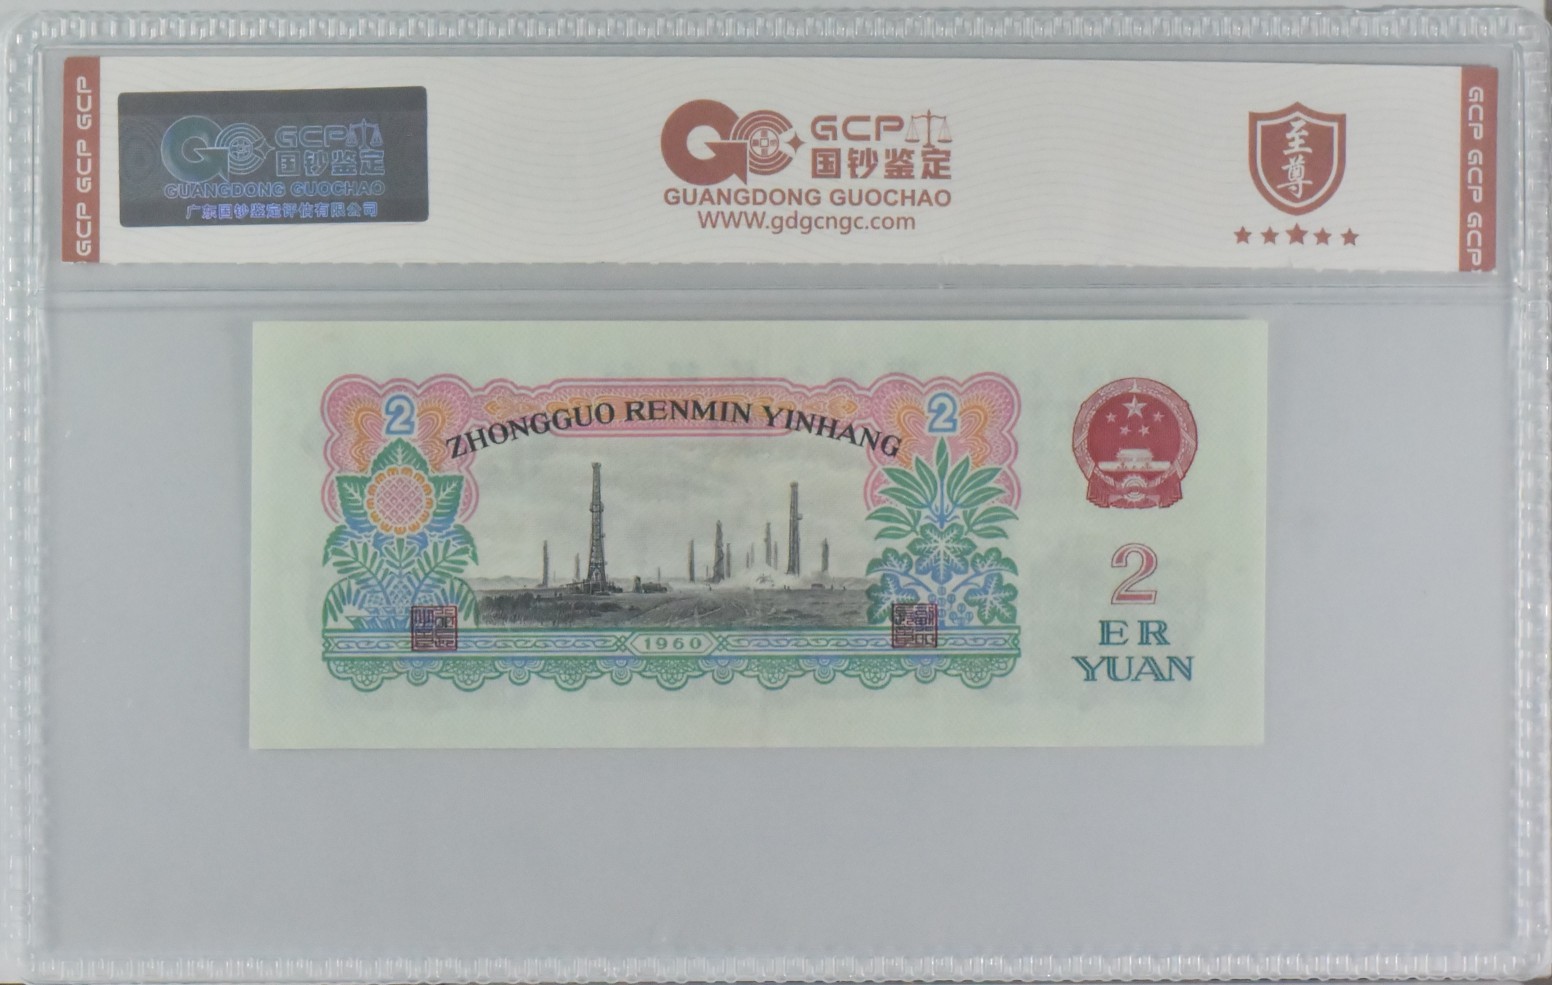 GCP GCP GCP
GCP
国钞鉴定
GUANGDONG GUOCHAO
广东国钞鉴定评估有限公司
GCP
国钞鉴定
GUANGDONG GUOCHAO
WWW.gdgcngc.com
至尊
GCP GCP GCP
2
2
ZHONGGUO RENMIN YINHANG
1960
2
ER
YUAN